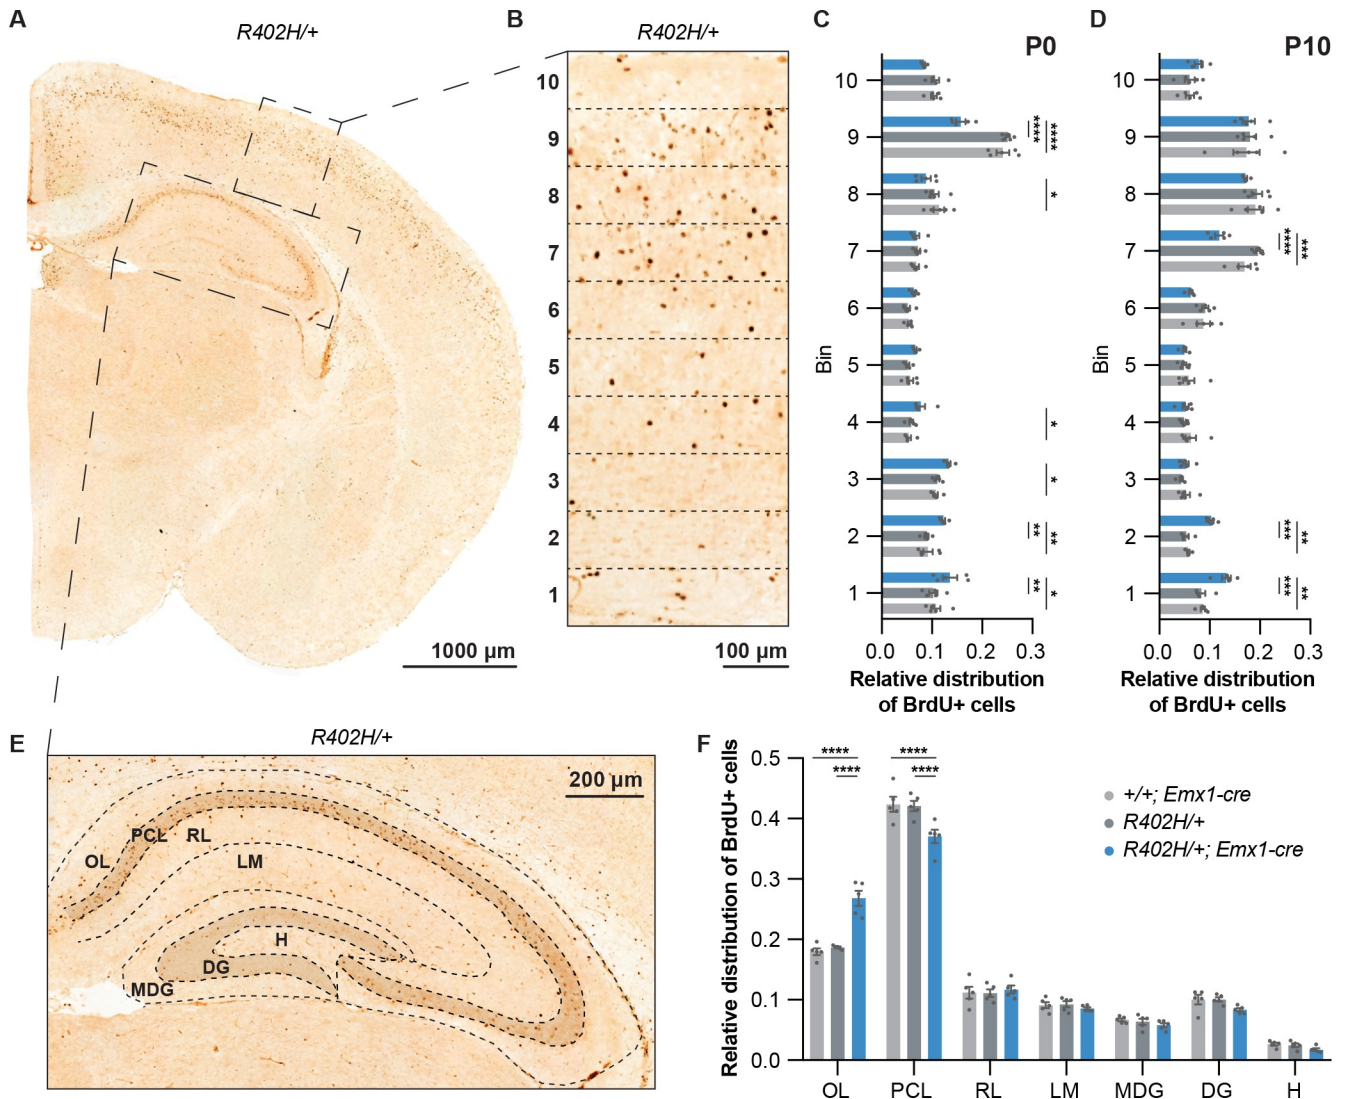 A
R402H/+
1000 µm
B
R402H/+
10
9
8
7
6
5
4
3
2
1
100 µm
C
P0
Bin
10
9
8
7
6
5
4
3
2
1
****
****
*
*
*
**
**
**
*
0.0 0.1 0.2 0.3
Relative distribution
of BrdU+ cells
D
P10
Bin
10
9
8
7
6
5
4
3
2
1
****
***
***
**
***
**
0.0 0.1 0.2 0.3
Relative distribution
of BrdU+ cells
E
R402H/+
200 µm
PCL RL
OL
LM
H
DG
MDG
F
Relative distribution of BrdU+ cells
0.5
0.4
0.3
0.2
0.1
0.0
**** ****
**** ****
+/+; Emx1-cre
R402H/+
R402H/+; Emx1-cre
OL PCL RL LM MDG DG H